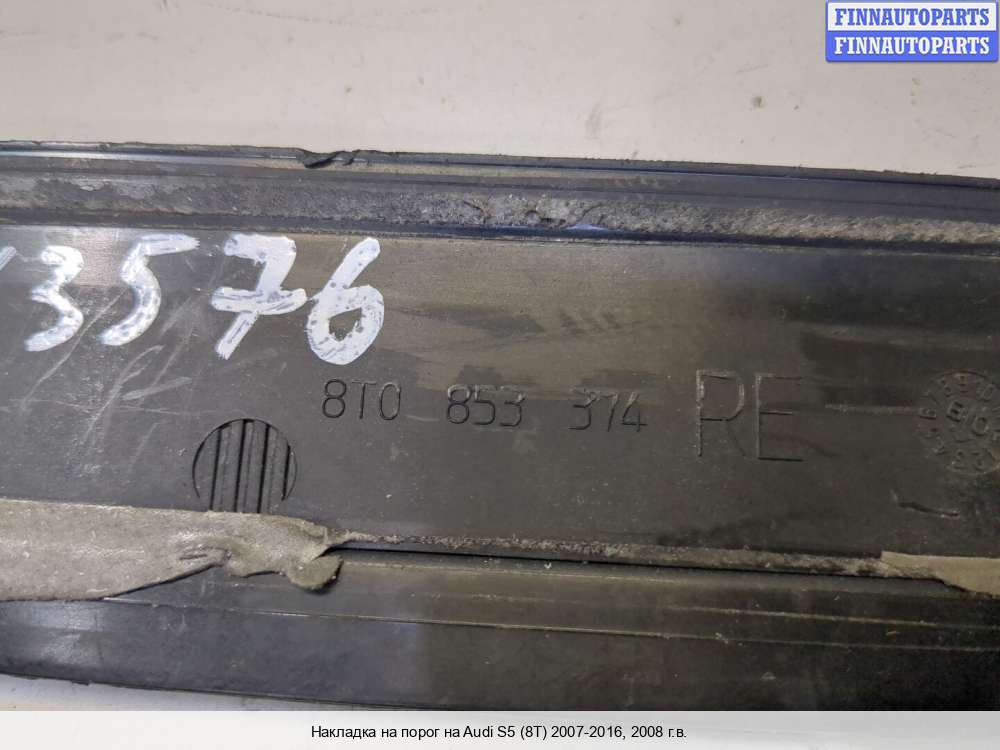 FINNAUTOPARTS
FINNAUTOPARTS
3576
8T0 853 374 RE
Накладка на порог на Audi S5 (8T) 2007-2016, 2008 г.в.